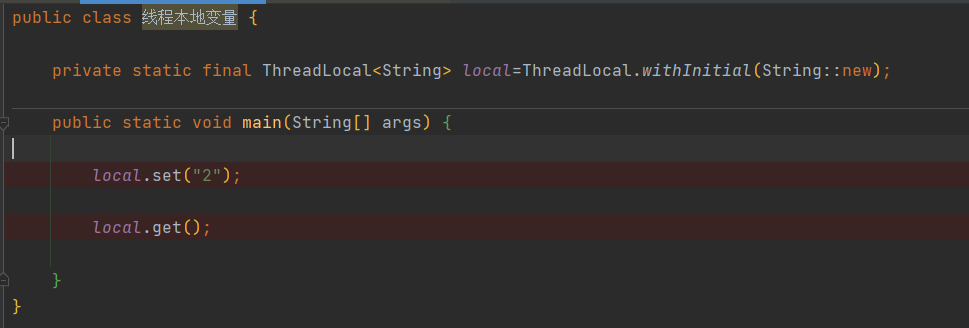 public class 线程本地变量 {
private static final ThreadLocal<String> local=ThreadLocal.withInitial(String::new);
public static void main(String[] args) {
local.set("2");
local.get();
}
}